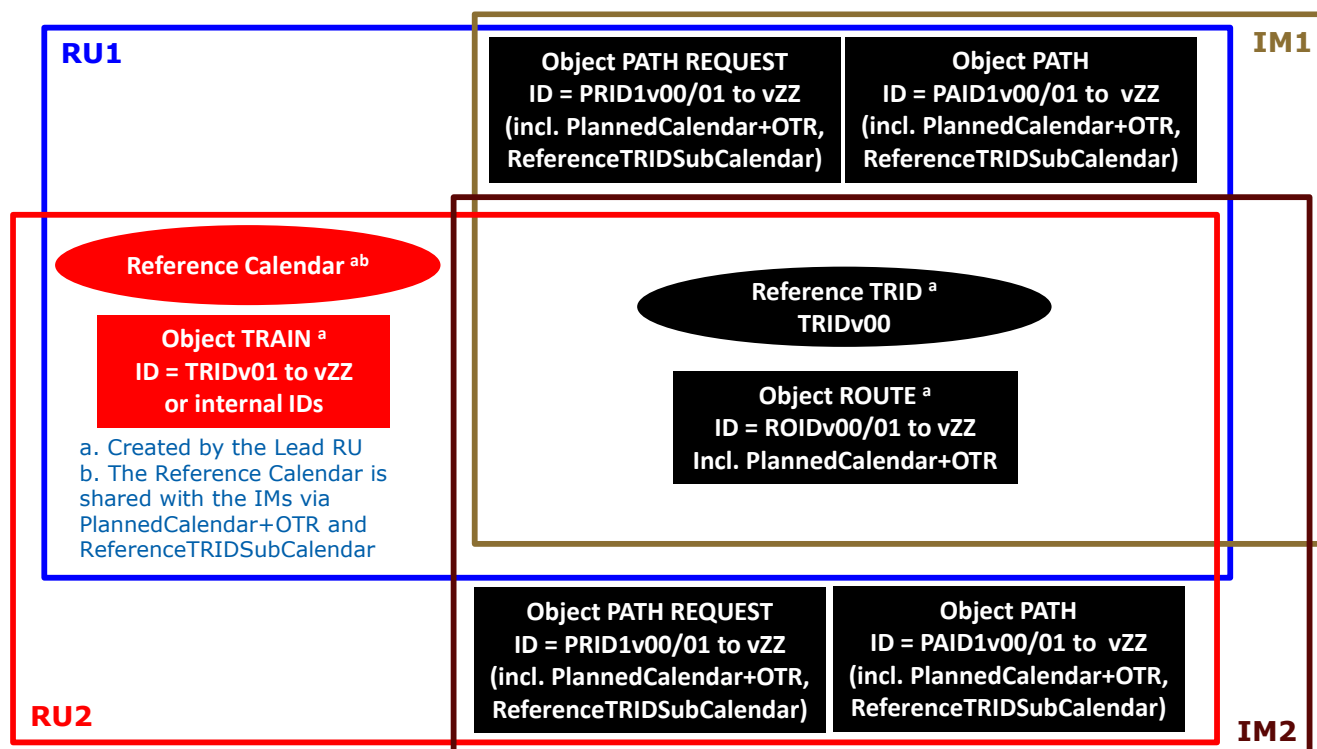 RU1
IM1
Object PATH REQUEST
ID = PRID1v00/01 to vZZ
(incl. PlannedCalendar+OTR,
ReferenceTRIDSubCalendar)
Object PATH
ID = PAID1v00/01 to  vZZ
(incl. PlannedCalendar+OTR,
ReferenceTRIDSubCalendar)
Reference Calendar ab
Object TRAIN a
ID = TRIDv01 to vZZ
or internal IDs
a. Created by the Lead RU
b. The Reference Calendar is
shared with the IMs via
PlannedCalendar+OTR and
ReferenceTRIDSubCalendar
Reference TRID a
TRIDv00
Object ROUTE a
ID = ROIDv00/01 to vZZ
Incl. PlannedCalendar+OTR
Object PATH REQUEST
ID = PRID1v00/01 to vZZ
(incl. PlannedCalendar+OTR,
ReferenceTRIDSubCalendar)
Object PATH
ID = PAID1v00/01 to  vZZ
(incl. PlannedCalendar+OTR,
ReferenceTRIDSubCalendar)
RU2
IM2